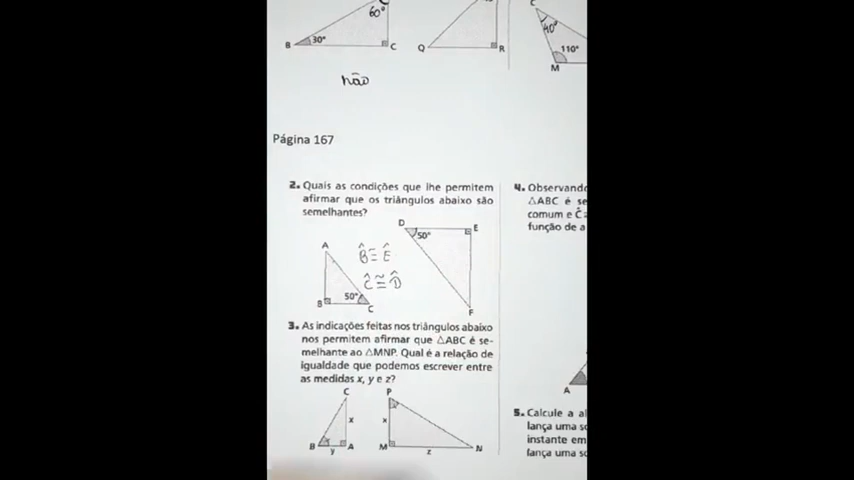 60°
B 30° C
Q R
40°
110°
M
não
Página 167
2. Quais as condições que lhe permitem
afirmar que os triângulos abaixo são
semelhantes?
D 50° E
A
B̂ ≅ Ê
Ĉ ≅ D̂
B 50° C
F
3. As indicações feitas nos triângulos abaixo
nos permitem afirmar que △ABC é se-
melhante ao △MNP. Qual é a relação de
igualdade que podemos escrever entre
as medidas x, y e z?
C P
x x
B A M N
y z
4. Observando
△ABC é se
comum e Ĉ=
função de a
A
5. Calcule a al
lança uma so
instante em
lança uma so